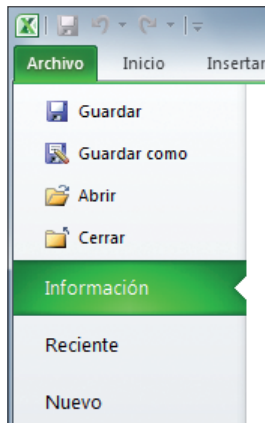 Archivo Inicio Insertar
Guardar
Guardar como
Abrir
Cerrar
Información
Reciente
Nuevo